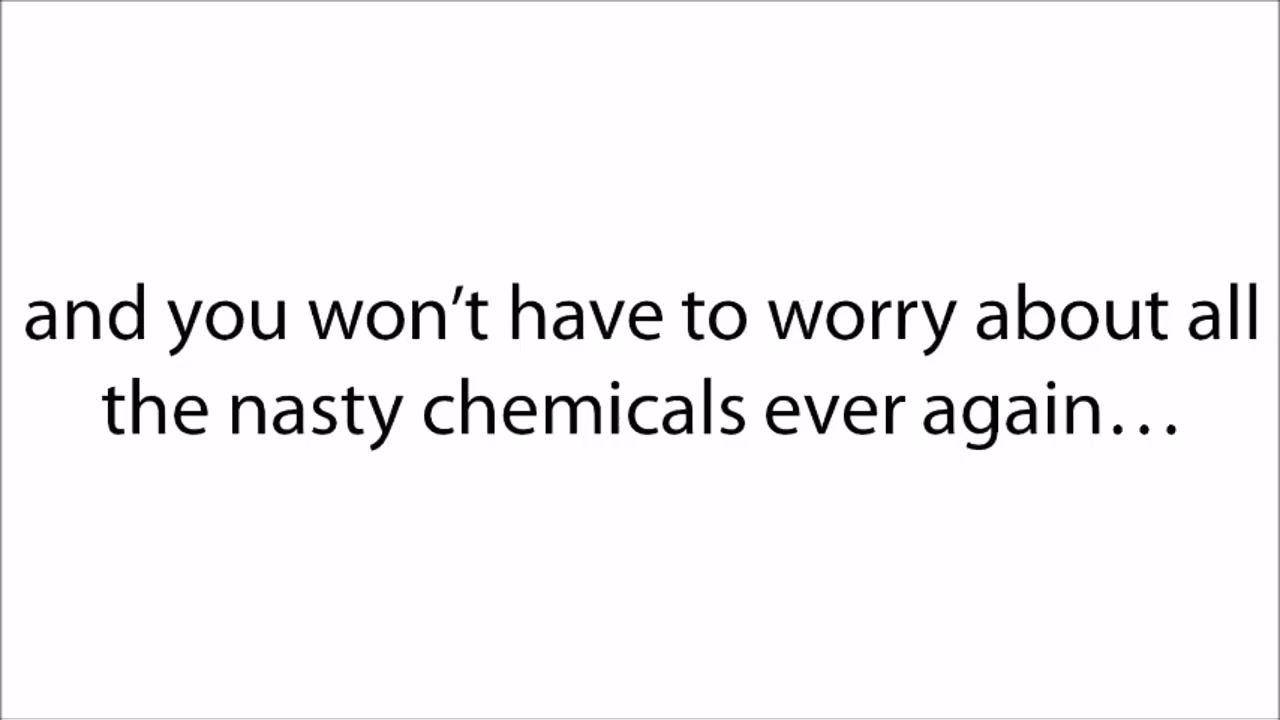 and you won’t have to worry about all
the nasty chemicals ever again…